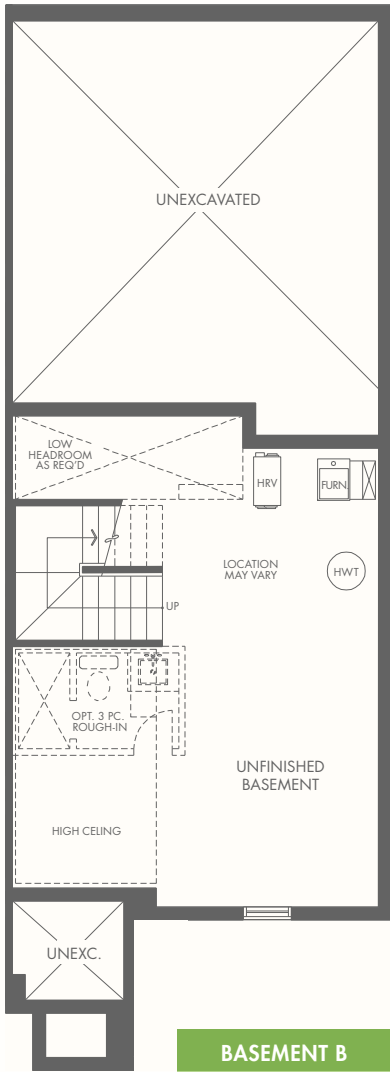 UNEXCAVATED
LOW
HEADROOM
AS REQ'D
HRV
FURN.
LOCATION
MAY VARY
HWT
UP
OPT. 3 PC.
ROUGH-IN
UNFINISHED
BASEMENT
HIGH CELING
UNEXC.
BASEMENT B